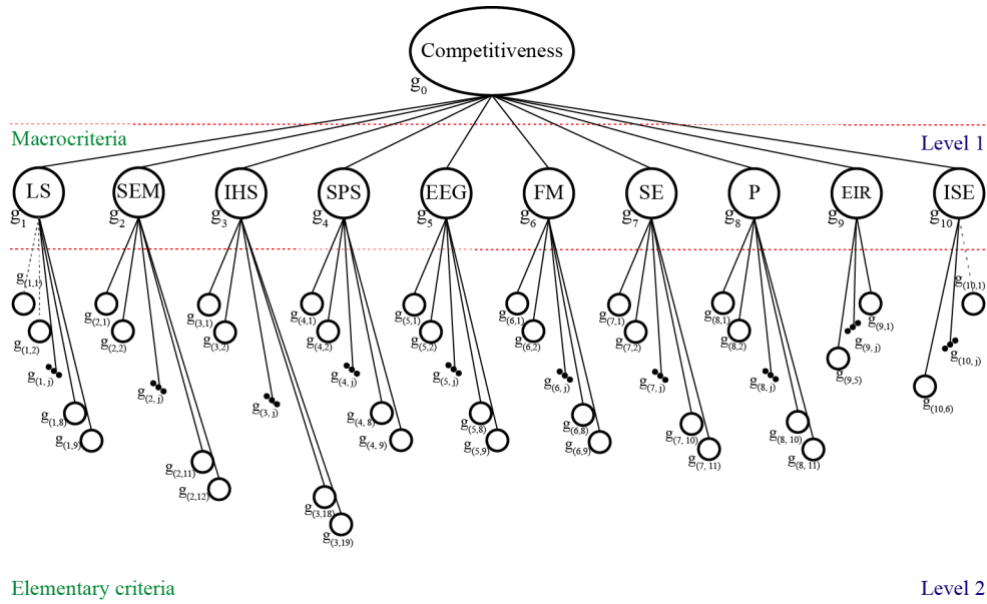 Competitiveness
g0
Macrocriteria
Level 1
LS SEM IHS SPS EEG FM SE P EIR ISE
g1 g2 g3 g4 g5 g6 g7 g8 g9 g10
g(1,1) g(10,1)
g(2,1) g(3,1) g(4,1) g(5,1) g(6,1) g(7,1) g(8,1) g(9,1)
g(1,2) g(2,2) g(3,2) g(4,2) g(5,2) g(6,2) g(7,2) g(8,2) g(9, j)
g(10, j)
g(1, j) g(2, j) g(3, j) g(4, j) g(5, j) g(6, j) g(7, j) g(8, j) g(9,5)
g(10,6)
g(1,8) g(4, 8) g(5,8) g(6,8) g(7, 10) g(8, 10)
g(1,9) g(4, 9) g(5,9) g(6,9) g(7, 11) g(8, 11)
g(2,11)
g(2,12)
g(3,18)
g(3,19)
Elementary criteria
Level 2